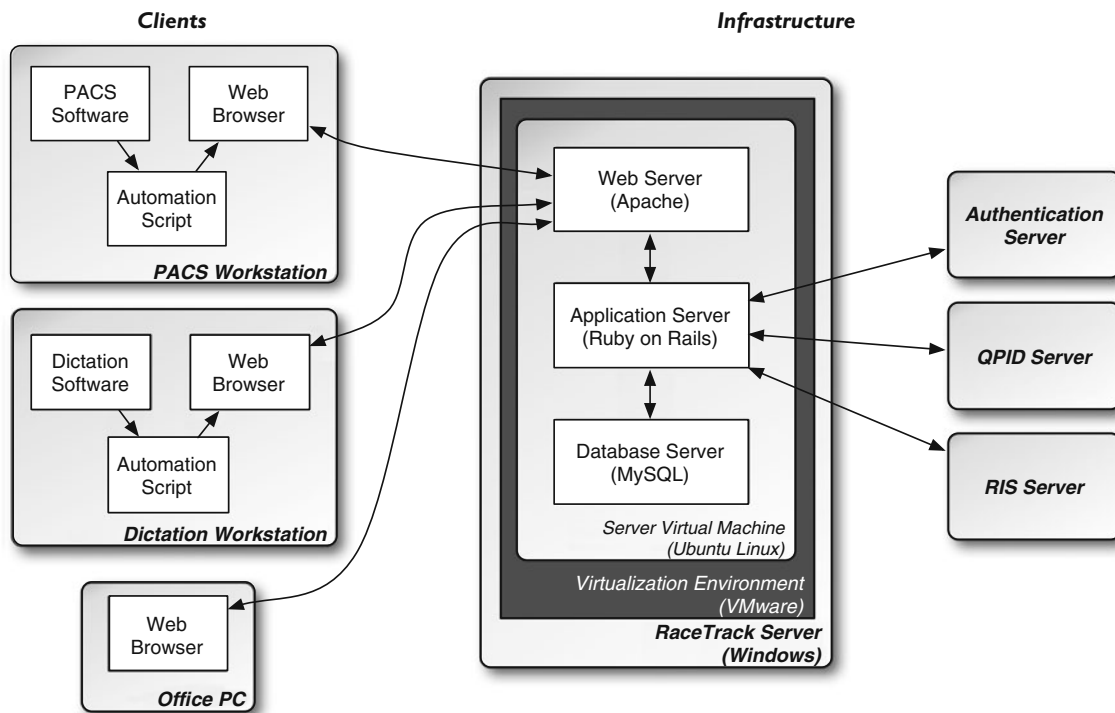 Clients
Infrastructure
PACS
Software
Web
Browser
Automation
Script
PACS Workstation
Dictation
Software
Web
Browser
Automation
Script
Dictation Workstation
Web
Browser
Office PC
Web Server
(Apache)
Application Server
(Ruby on Rails)
Database Server
(MySQL)
Server Virtual Machine
(Ubuntu Linux)
Virtualization Environment
(VMware)
RaceTrack Server
(Windows)
Authentication
Server
QPID Server
RIS Server